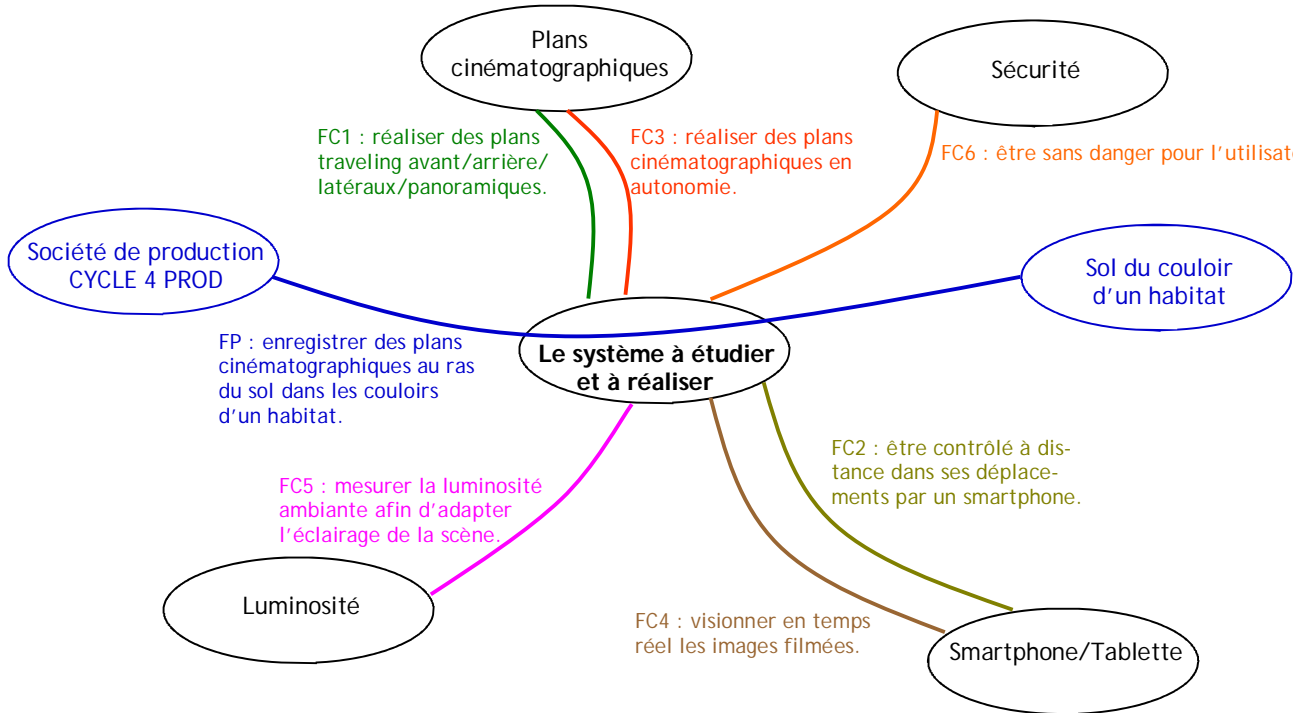 Plans
cinématographiques
Sécurité
FC1 : réaliser des plans
traveling avant/arrière/
latéraux/panoramiques.
FC3 : réaliser des plans
cinématographiques en
autonomie.
FC6 : être sans danger pour l'utilisat
Société de production
CYCLE 4 PROD
Sol du couloir
d'un habitat
FP : enregistrer des plans
cinématographiques au ras
du sol dans les couloirs
d'un habitat.
Le système à étudier
et à réaliser
FC2 : être contrôlé à dis-
tance dans ses déplace-
ments par un smartphone.
FC5 : mesurer la luminosité
ambiante afin d'adapter
l'éclairage de la scène.
Luminosité
FC4 : visionner en temps
réel les images filmées.
Smartphone/Tablette